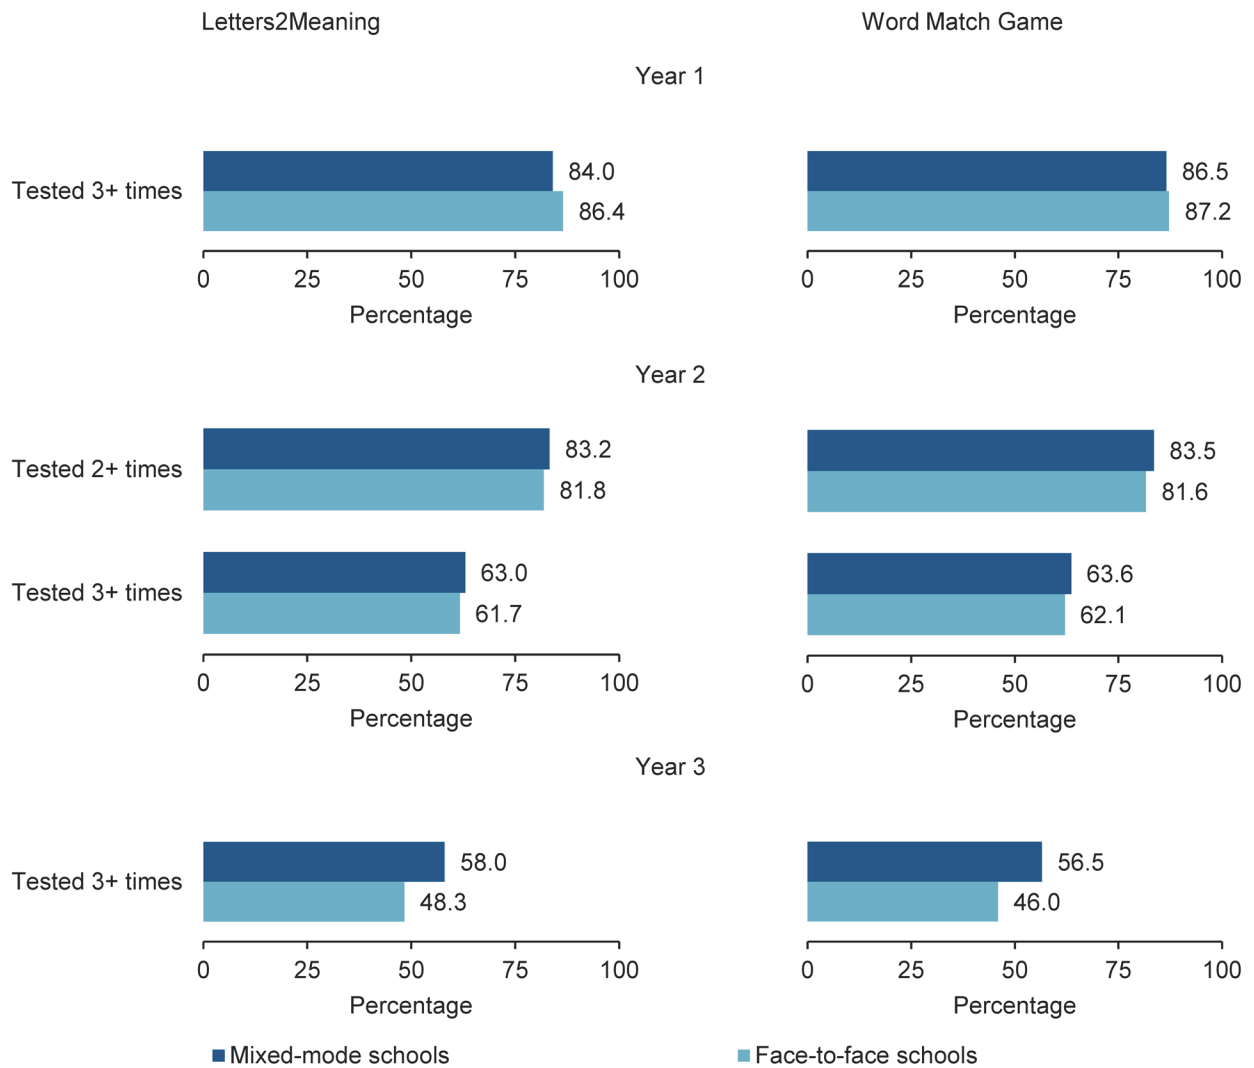 Letters2Meaning Word Match Game
Year 1
Tested 3+ times
84.0
86.4
0 25 50 75 100
Percentage
86.5
87.2
0 25 50 75 100
Percentage
Year 2
Tested 2+ times
83.2
81.8
Tested 3+ times
63.0
61.7
0 25 50 75 100
Percentage
83.5
81.6
63.6
62.1
0 25 50 75 100
Percentage
Year 3
Tested 3+ times
58.0
48.3
0 25 50 75 100
Percentage
56.5
46.0
0 25 50 75 100
Percentage
Mixed-mode schools
Face-to-face schools